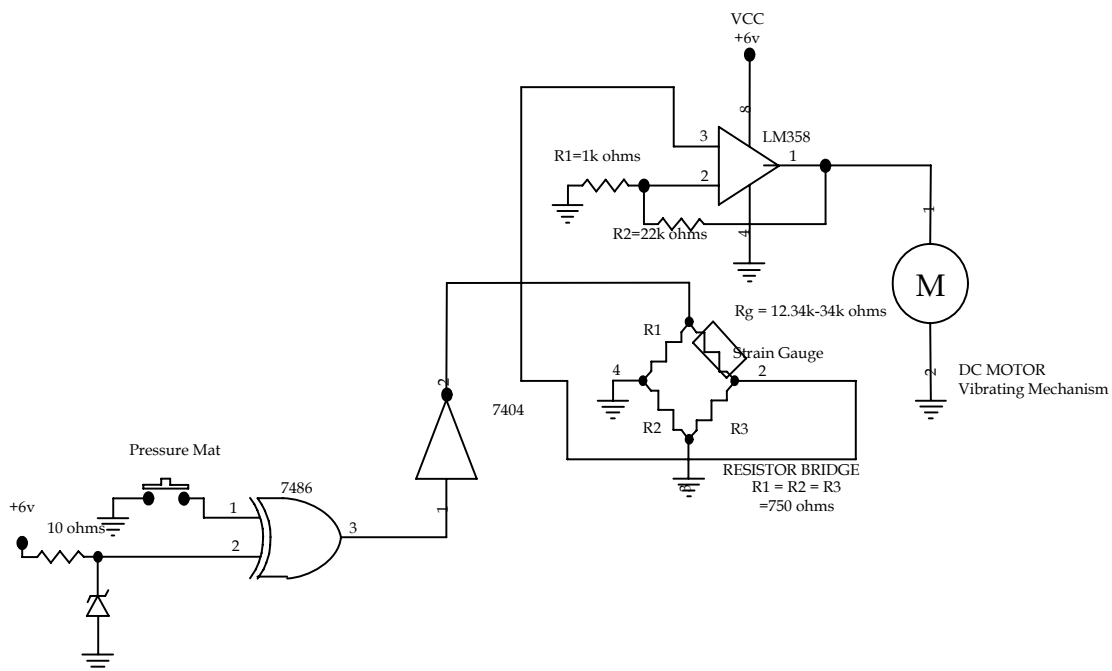 VCC
+6v
8
LM358
3
1
R1=1k ohms
2
R2=22k ohms
4
1
M
Rg = 12.34k-34k ohms
R1
Strain Gauge
4
2
2
DC MOTOR
Vibrating Mechanism
2
7404
R2
R3
Pressure Mat
RESISTOR BRIDGE
R1 = R2 = R3
=750 ohms
3
7486
+6v
1
1
10 ohms
3
2